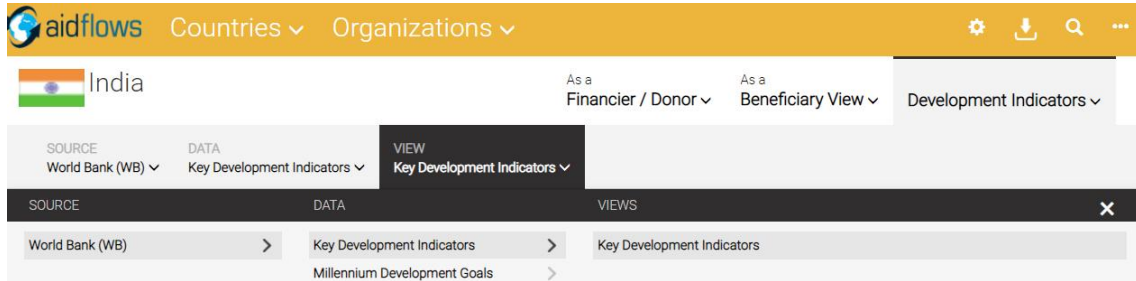 aidflows Countries Organizations
India
As a
Financier / Donor
As a
Beneficiary View
Development Indicators
SOURCE DATA VIEW
World Bank (WB) Key Development Indicators Key Development Indicators
SOURCE DATA VIEWS
World Bank (WB) Key Development Indicators Key Development Indicators
Millennium Development Goals